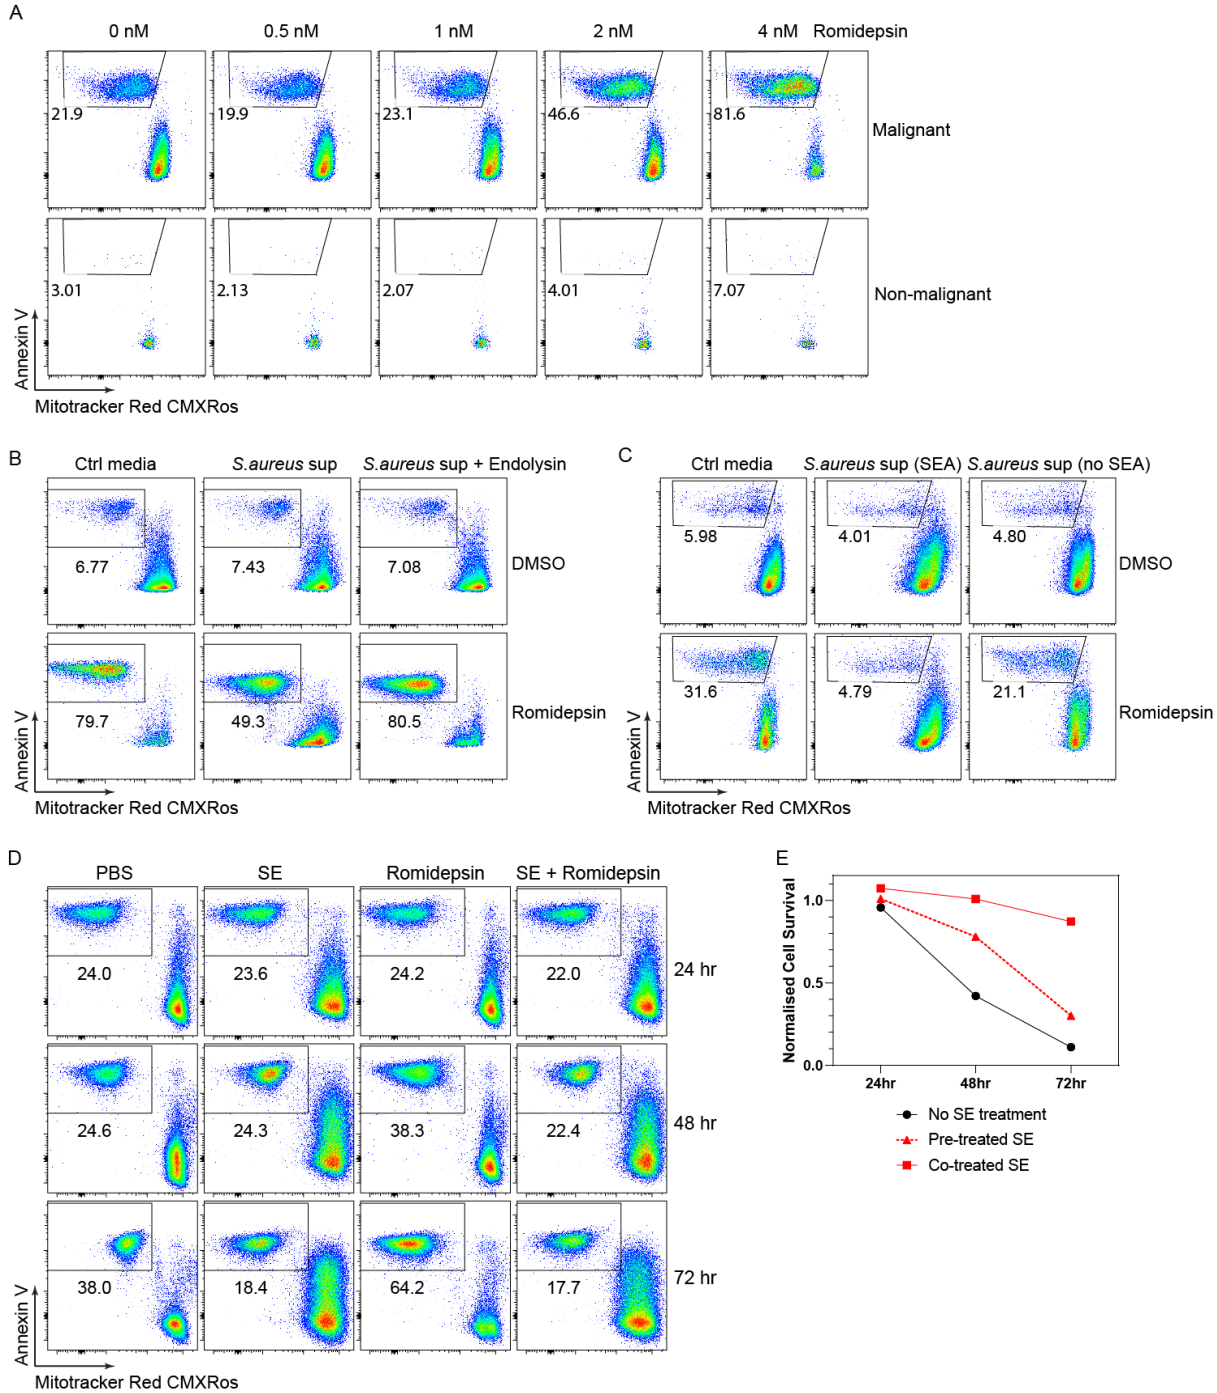 A
0 nM 0.5 nM 1 nM 2 nM 4 nM Romidepsin
21.9 19.9 23.1 46.6 81.6
Malignant
3.01 2.13 2.07 4.01 7.07
Non-malignant
Annexin V
Mitotracker Red CMXRos
B
Ctrl media S.aureus sup S.aureus sup + Endolysin
6.77 7.43 7.08
DMSO
79.7 49.3 80.5
Romidepsin
Annexin V
Mitotracker Red CMXRos
C
Ctrl media S.aureus sup (SEA) S.aureus sup (no SEA)
5.98 4.01 4.80
DMSO
31.6 4.79 21.1
Romidepsin
Annexin V
Mitotracker Red CMXRos
D
PBS SE Romidepsin SE + Romidepsin
24.0 23.6 24.2 22.0
24 hr
24.6 24.3 38.3 22.4
48 hr
38.0 18.4 64.2 17.7
72 hr
Annexin V
Mitotracker Red CMXRos
E
Normalised Cell Survival
1.0
0.5
0.0
24hr 48hr 72hr
No SE treatment
Pre-treated SE
Co-treated SE